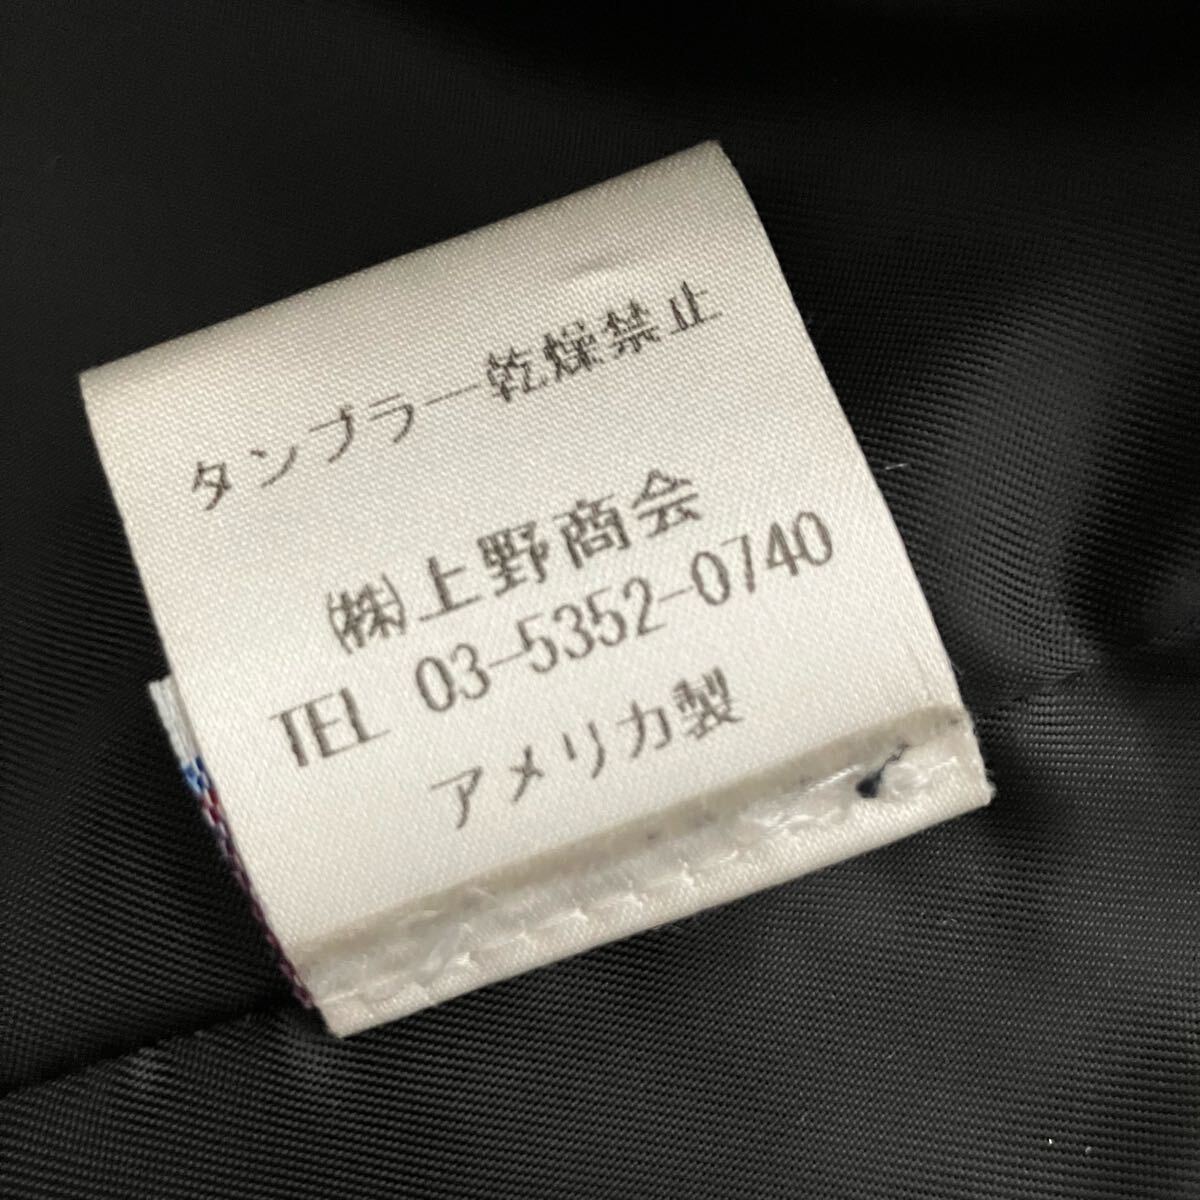 タンブラー乾燥禁止
㈱上野商会
TEL 03-5352-0740
アメリカ製